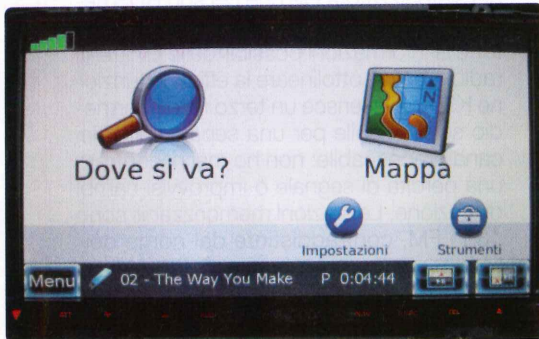 Dove si va?
Mappa
Impostazioni
Strumenti
Menu
02 - The Way You Make
P 0:04:44